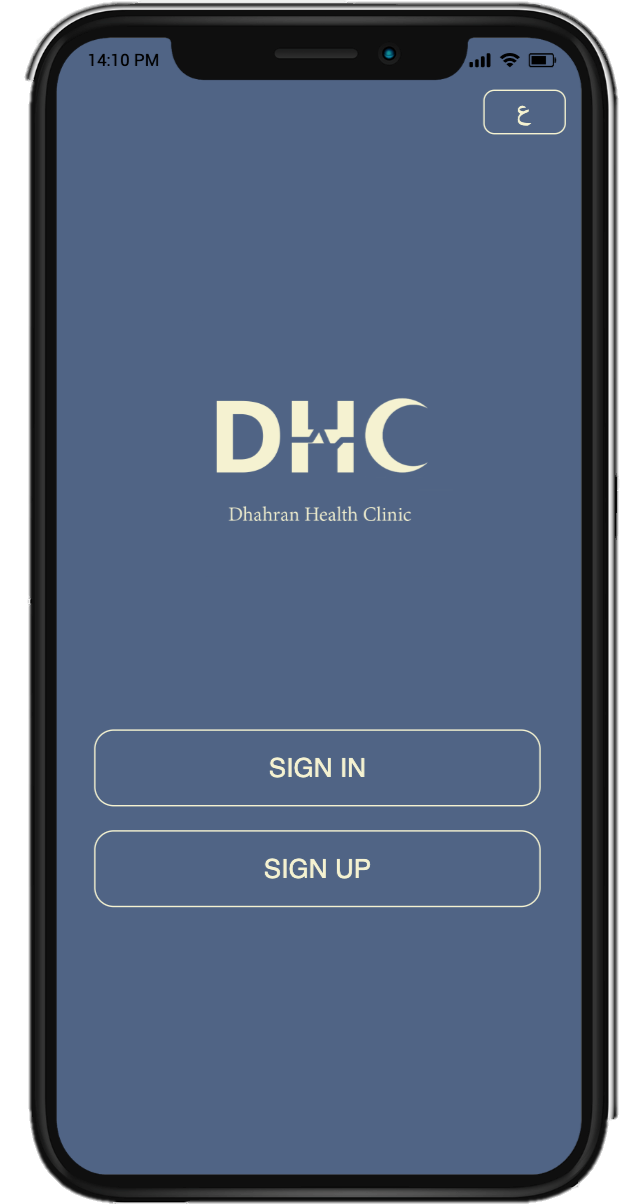 14:10 PM
ع
DHC
Dhahran Health Clinic
SIGN IN
SIGN UP